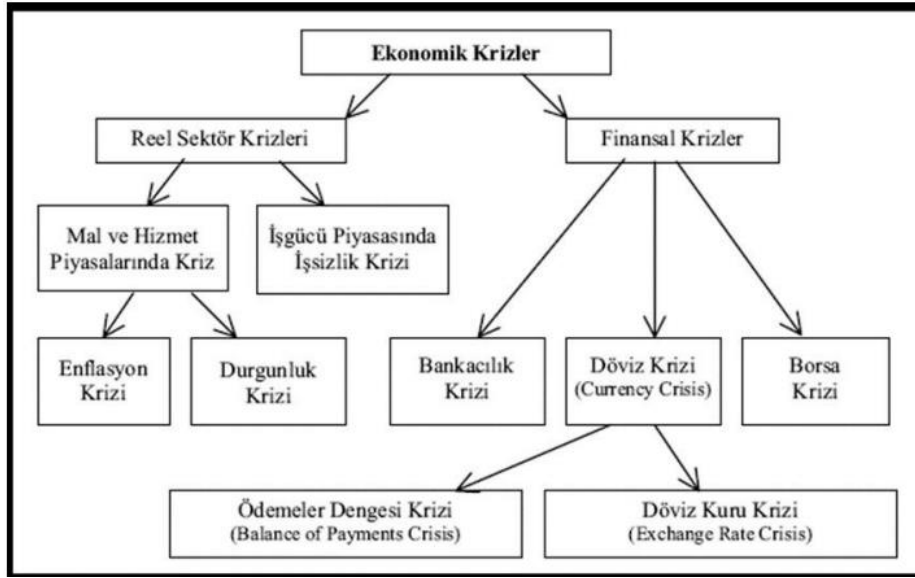 Ekonomik Krizler
Reel Sektör Krizleri
Finansal Krizler
Mal ve Hizmet
Piyasalarında Kriz
İşgücü Piyasasında
İşsizlik Krizi
Enflasyon
Krizi
Durgunluk
Krizi
Bankacılık
Krizi
Döviz Krizi
(Currency Crisis)
Borsa
Krizi
Ödemeler Dengesi Krizi
(Balance of Payments Crisis)
Döviz Kuru Krizi
(Exchange Rate Crisis)